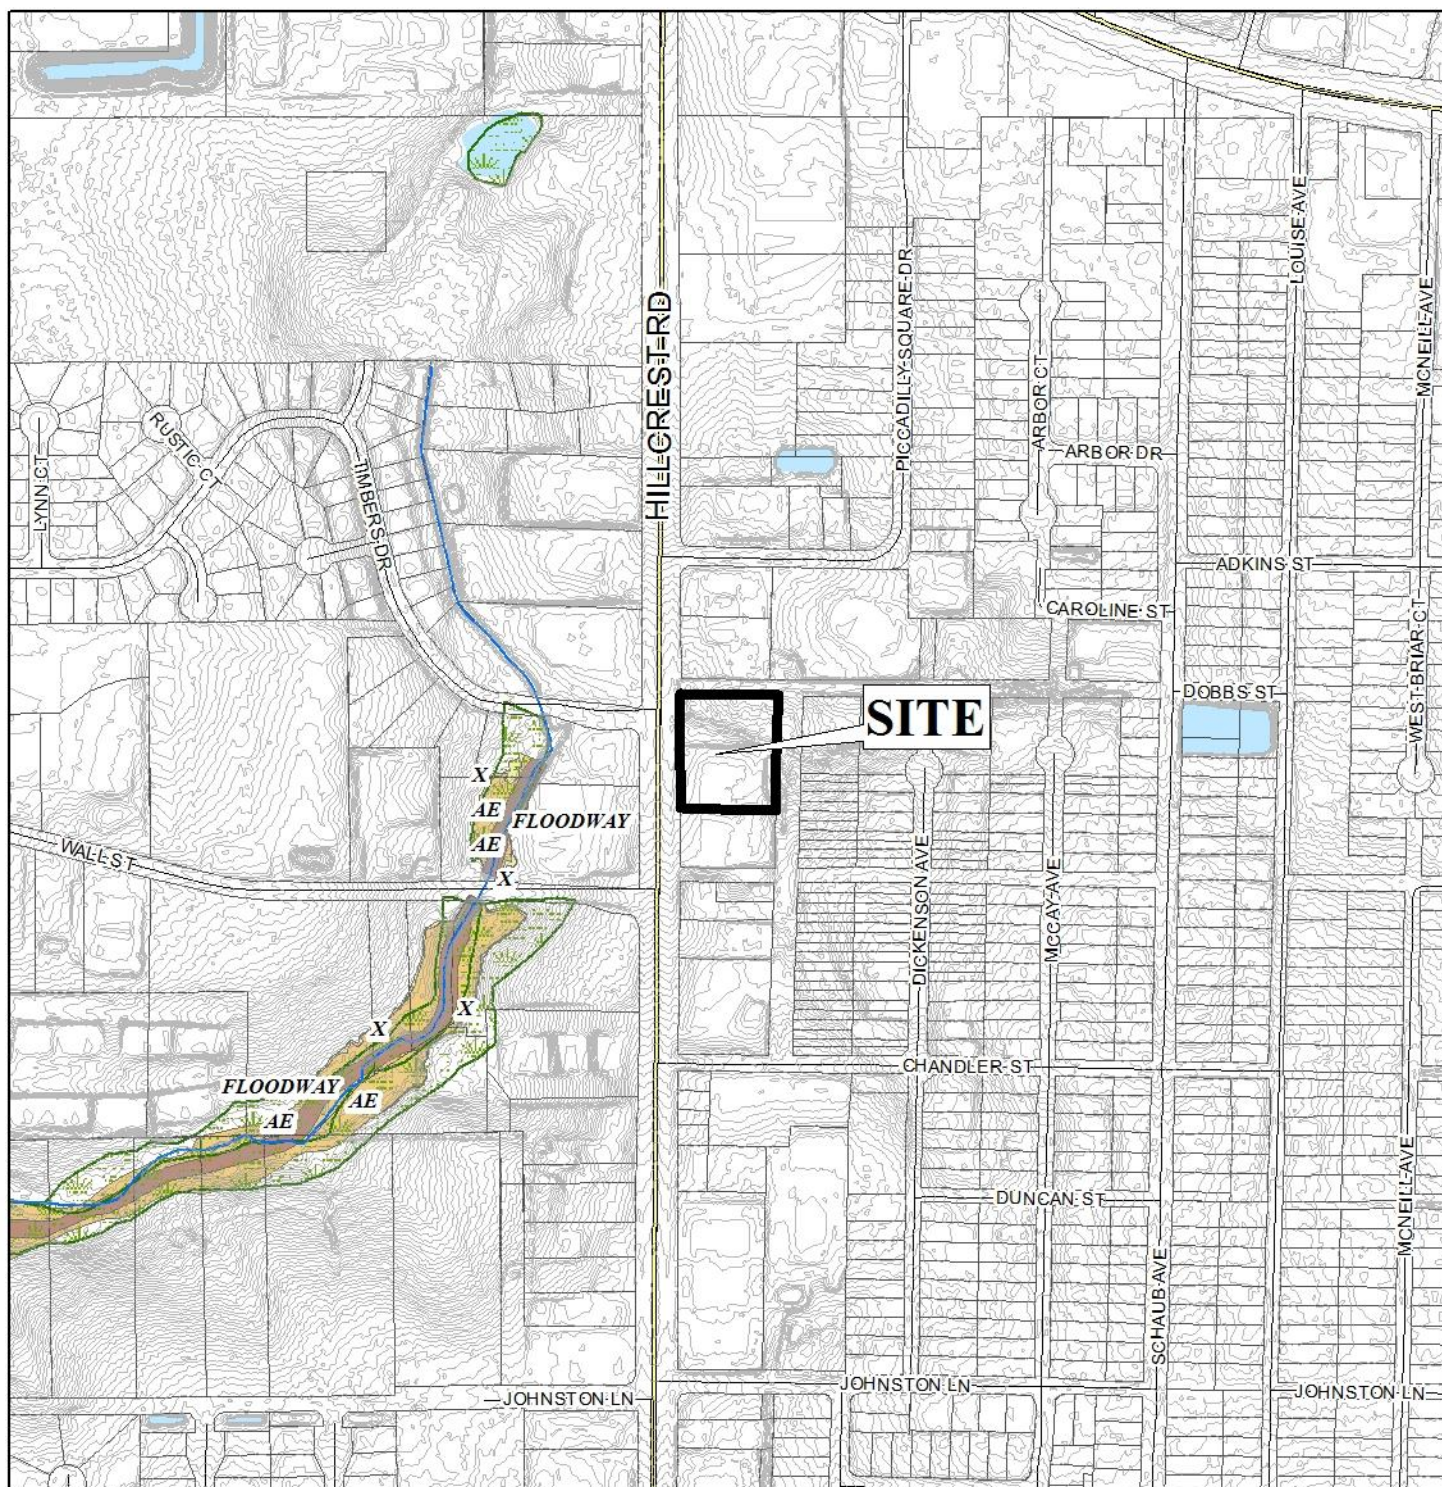 LOUISE AVE
MCNEILL AVE
PICCADILLY SQUARE DR
HILLCREST RD
ARBOR CT
RUSTIC CT
LYNN CT
TIMBERS DR
ARBOR DR
ADKINS ST
CAROLINE ST
WEST BRIAR CT
DOBBS ST
SITE
X
AE
FLOODWAY
AE
X
WALL ST
DICKENSON AVE
MCCAY AVE
X
X
CHANDLER ST
FLOODWAY
AE
AE
DUNCAN ST
MCNEILL AVE
SCHAUB AVE
JOHNSTON LN
JOHNSTON LN
JOHNSTON LN